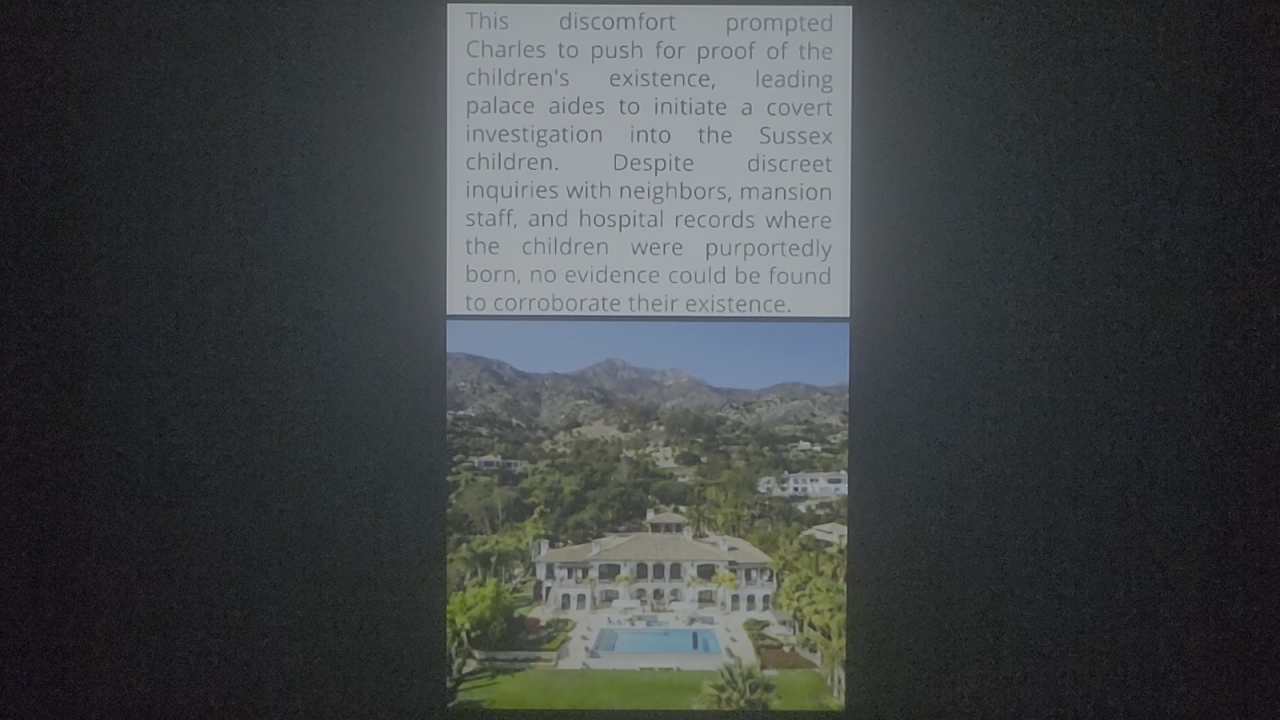 This discomfort prompted
Charles to push for proof of the
children's existence, leading
palace aides to initiate a covert
investigation into the Sussex
children. Despite discreet
inquiries with neighbors, mansion
staff, and hospital records where
the children were purportedly
born, no evidence could be found
to corroborate their existence.